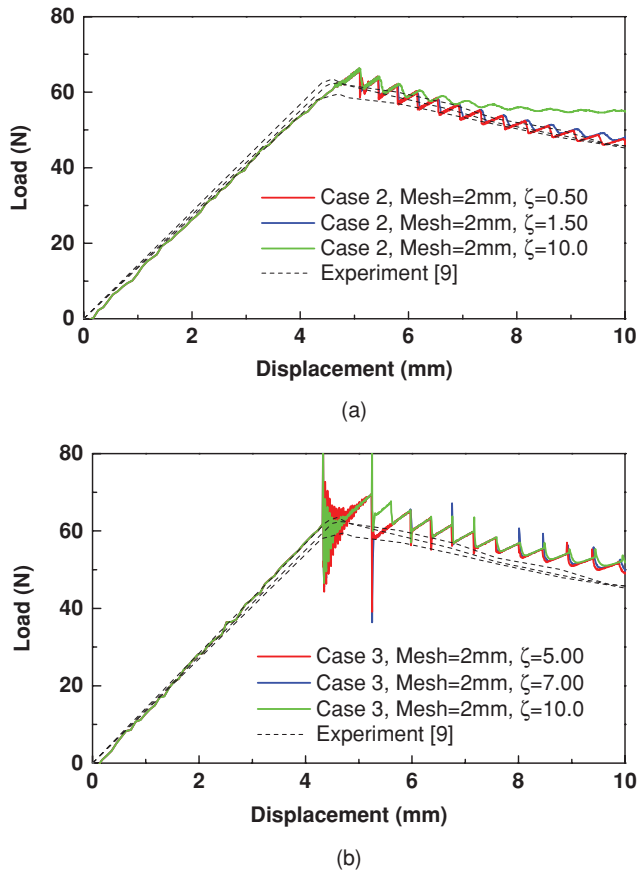 80
60
40
20
0
Load (N)
Case 2, Mesh=2mm, ζ=0.50
Case 2, Mesh=2mm, ζ=1.50
Case 2, Mesh=2mm, ζ=10.0
Experiment [9]
0 2 4 6 8 10
Displacement (mm)
(a)
80
60
40
20
0
Load (N)
Case 3, Mesh=2mm, ζ=5.00
Case 3, Mesh=2mm, ζ=7.00
Case 3, Mesh=2mm, ζ=10.0
Experiment [9]
0 2 4 6 8 10
Displacement (mm)
(b)